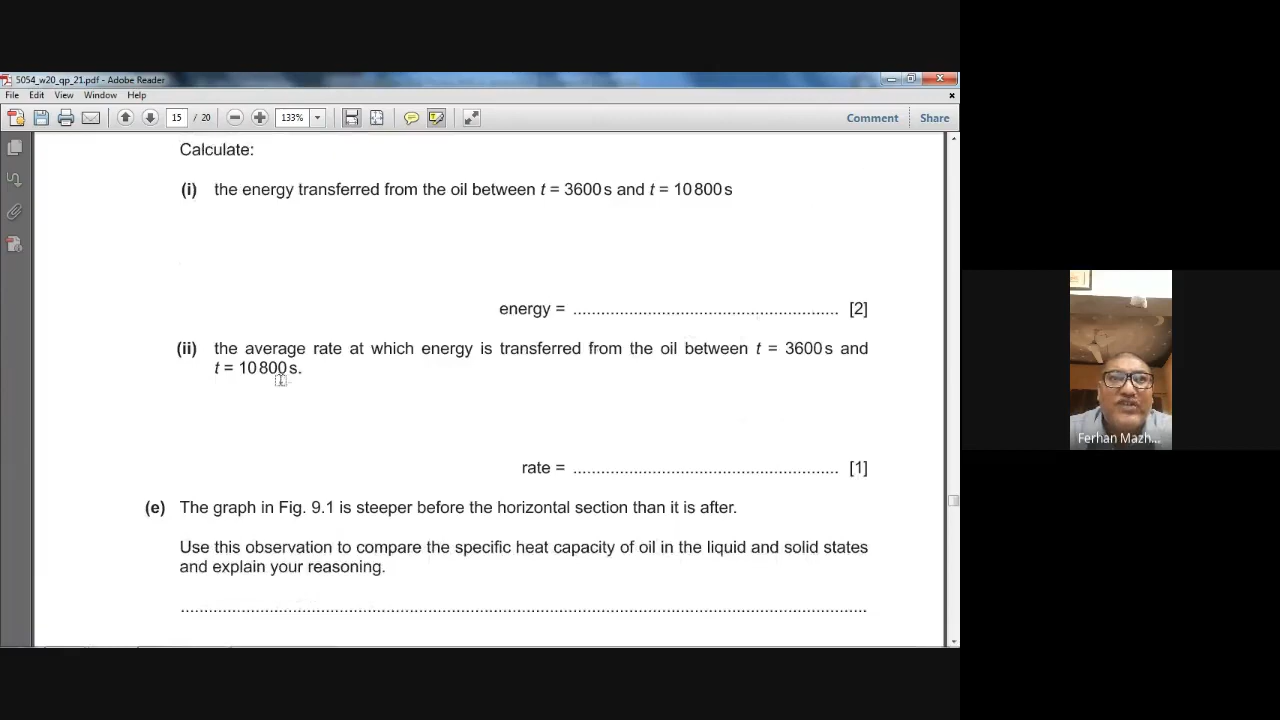 5054_w20_qp_21.pdf - Adobe Reader
File Edit View Window Help
15 / 20 133% Comment Share
Calculate:
(i) the energy transferred from the oil between t = 3600 s and t = 10 800 s
energy = ........................................................ [2]
(ii) the average rate at which energy is transferred from the oil between t = 3600 s and
t = 10 800 s.
rate = ........................................................ [1]
(e) The graph in Fig. 9.1 is steeper before the horizontal section than it is after.
Use this observation to compare the specific heat capacity of oil in the liquid and solid states
and explain your reasoning.
Ferhan Mazh...